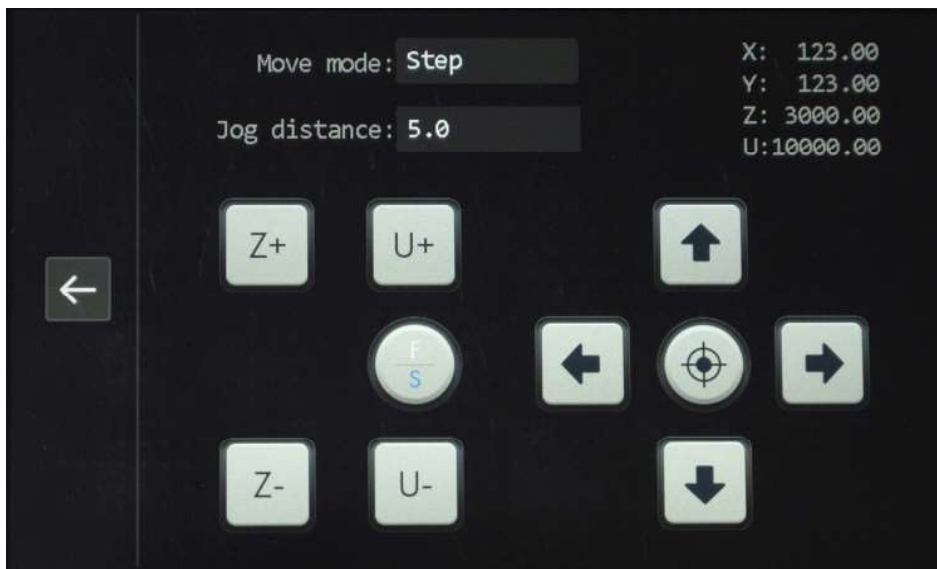 Move mode: Step
Jog distance: 5.0
X: 123.00
Y: 123.00
Z: 3000.00
U:10000.00
Z+
U+
F
S
Z-
U-